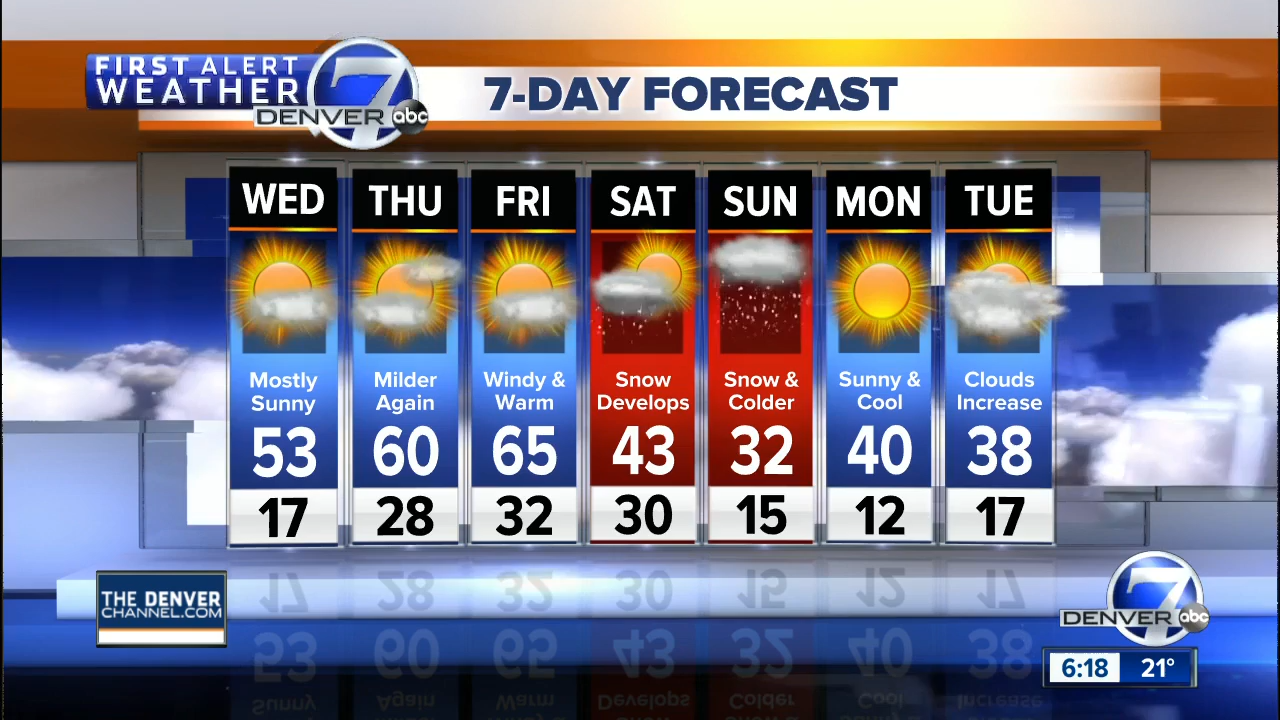 FIRST ALERT
WEATHER
7
DENVER abc
7-DAY FORECAST
WED THU FRI SAT SUN MON TUE
Mostly Sunny
Milder Again
Windy & Warm
Snow Develops
Snow & Colder
Sunny & Cool
Clouds Increase
53 60 65 43 32 40 38
17 28 32 30 15 12 17
THE DENVER
CHANNEL.COM
7
DENVER abc
6:18 21°